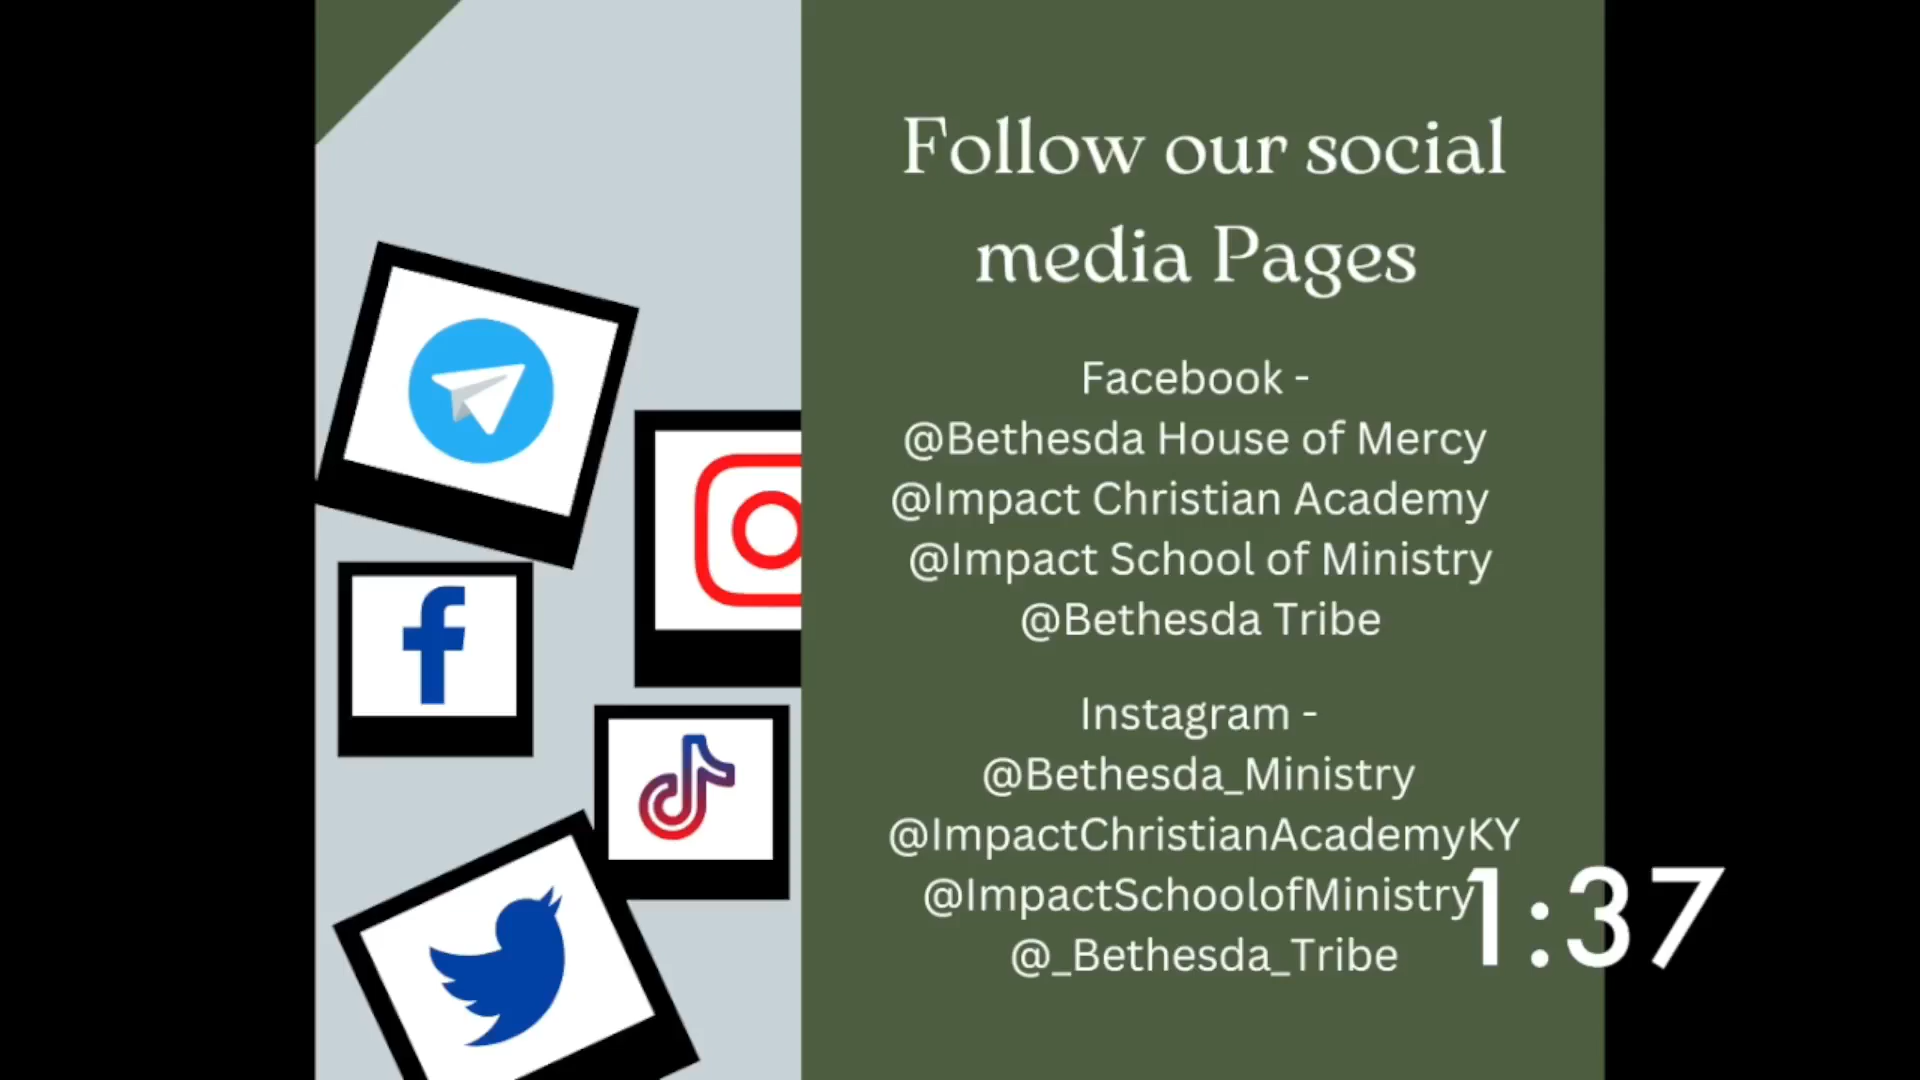 Follow our social
media Pages
Facebook -
@Bethesda House of Mercy
@Impact Christian Academy
@Impact School of Ministry
@Bethesda Tribe
Instagram -
@Bethesda_Ministry
@ImpactChristianAcademyKY
@ImpactSchoolofMinistry
@_Bethesda_Tribe
1:37